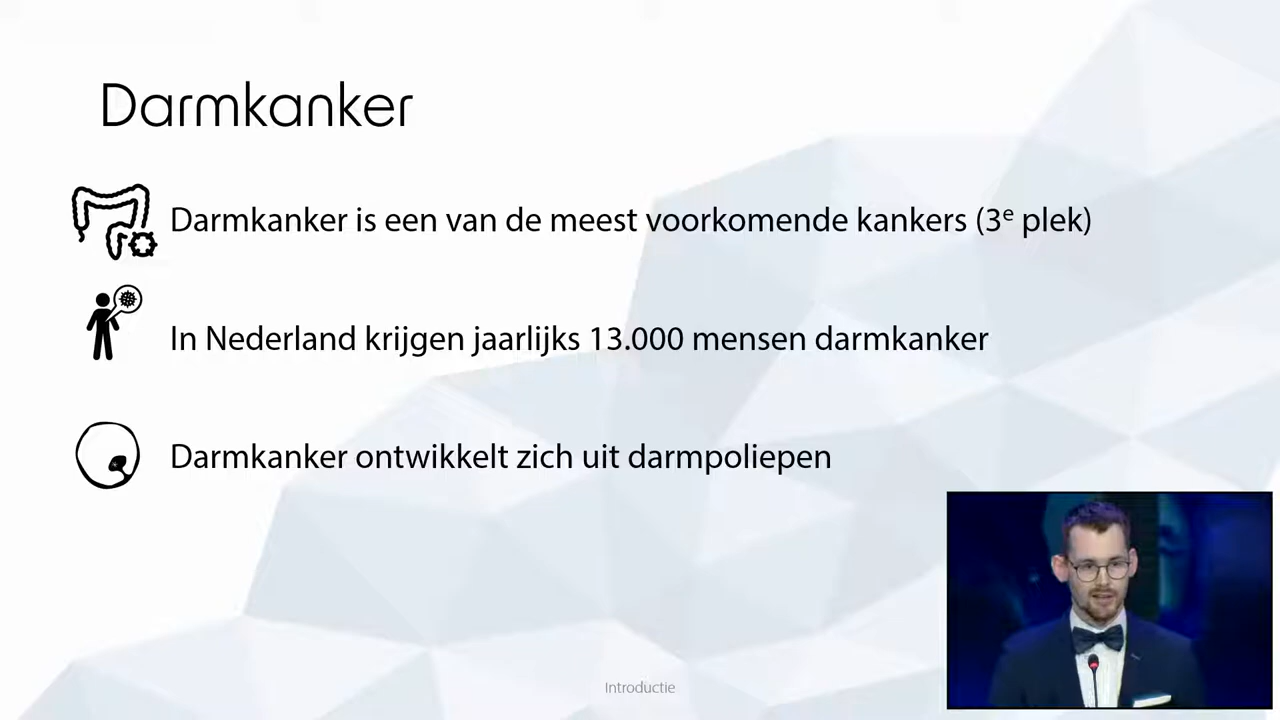 Darmkanker
Darmkanker is een van de meest voorkomende kankers (3ᵉ plek)
In Nederland krijgen jaarlijks 13.000 mensen darmkanker
Darmkanker ontwikkelt zich uit darmpoliepen
Introductie